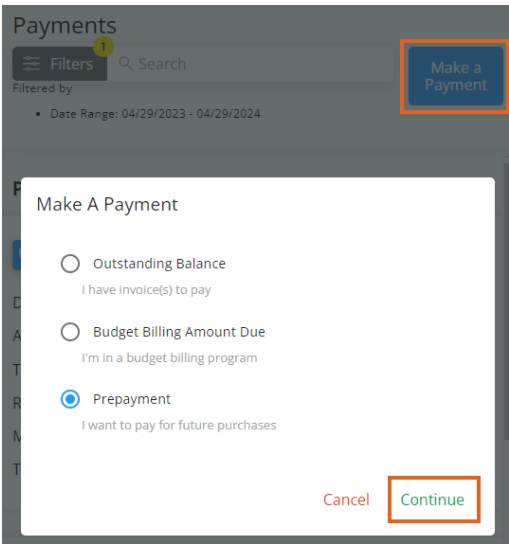 Payments
1
Filters
Search
Make a
Payment
Filtered by
• Date Range: 04/29/2023 - 04/29/2024
P
Make A Payment
Outstanding Balance
I have invoice(s) to pay
D
Budget Billing Amount Due
A
I'm in a budget billing program
T
Prepayment
R
I want to pay for future purchases
M
T
Cancel
Continue